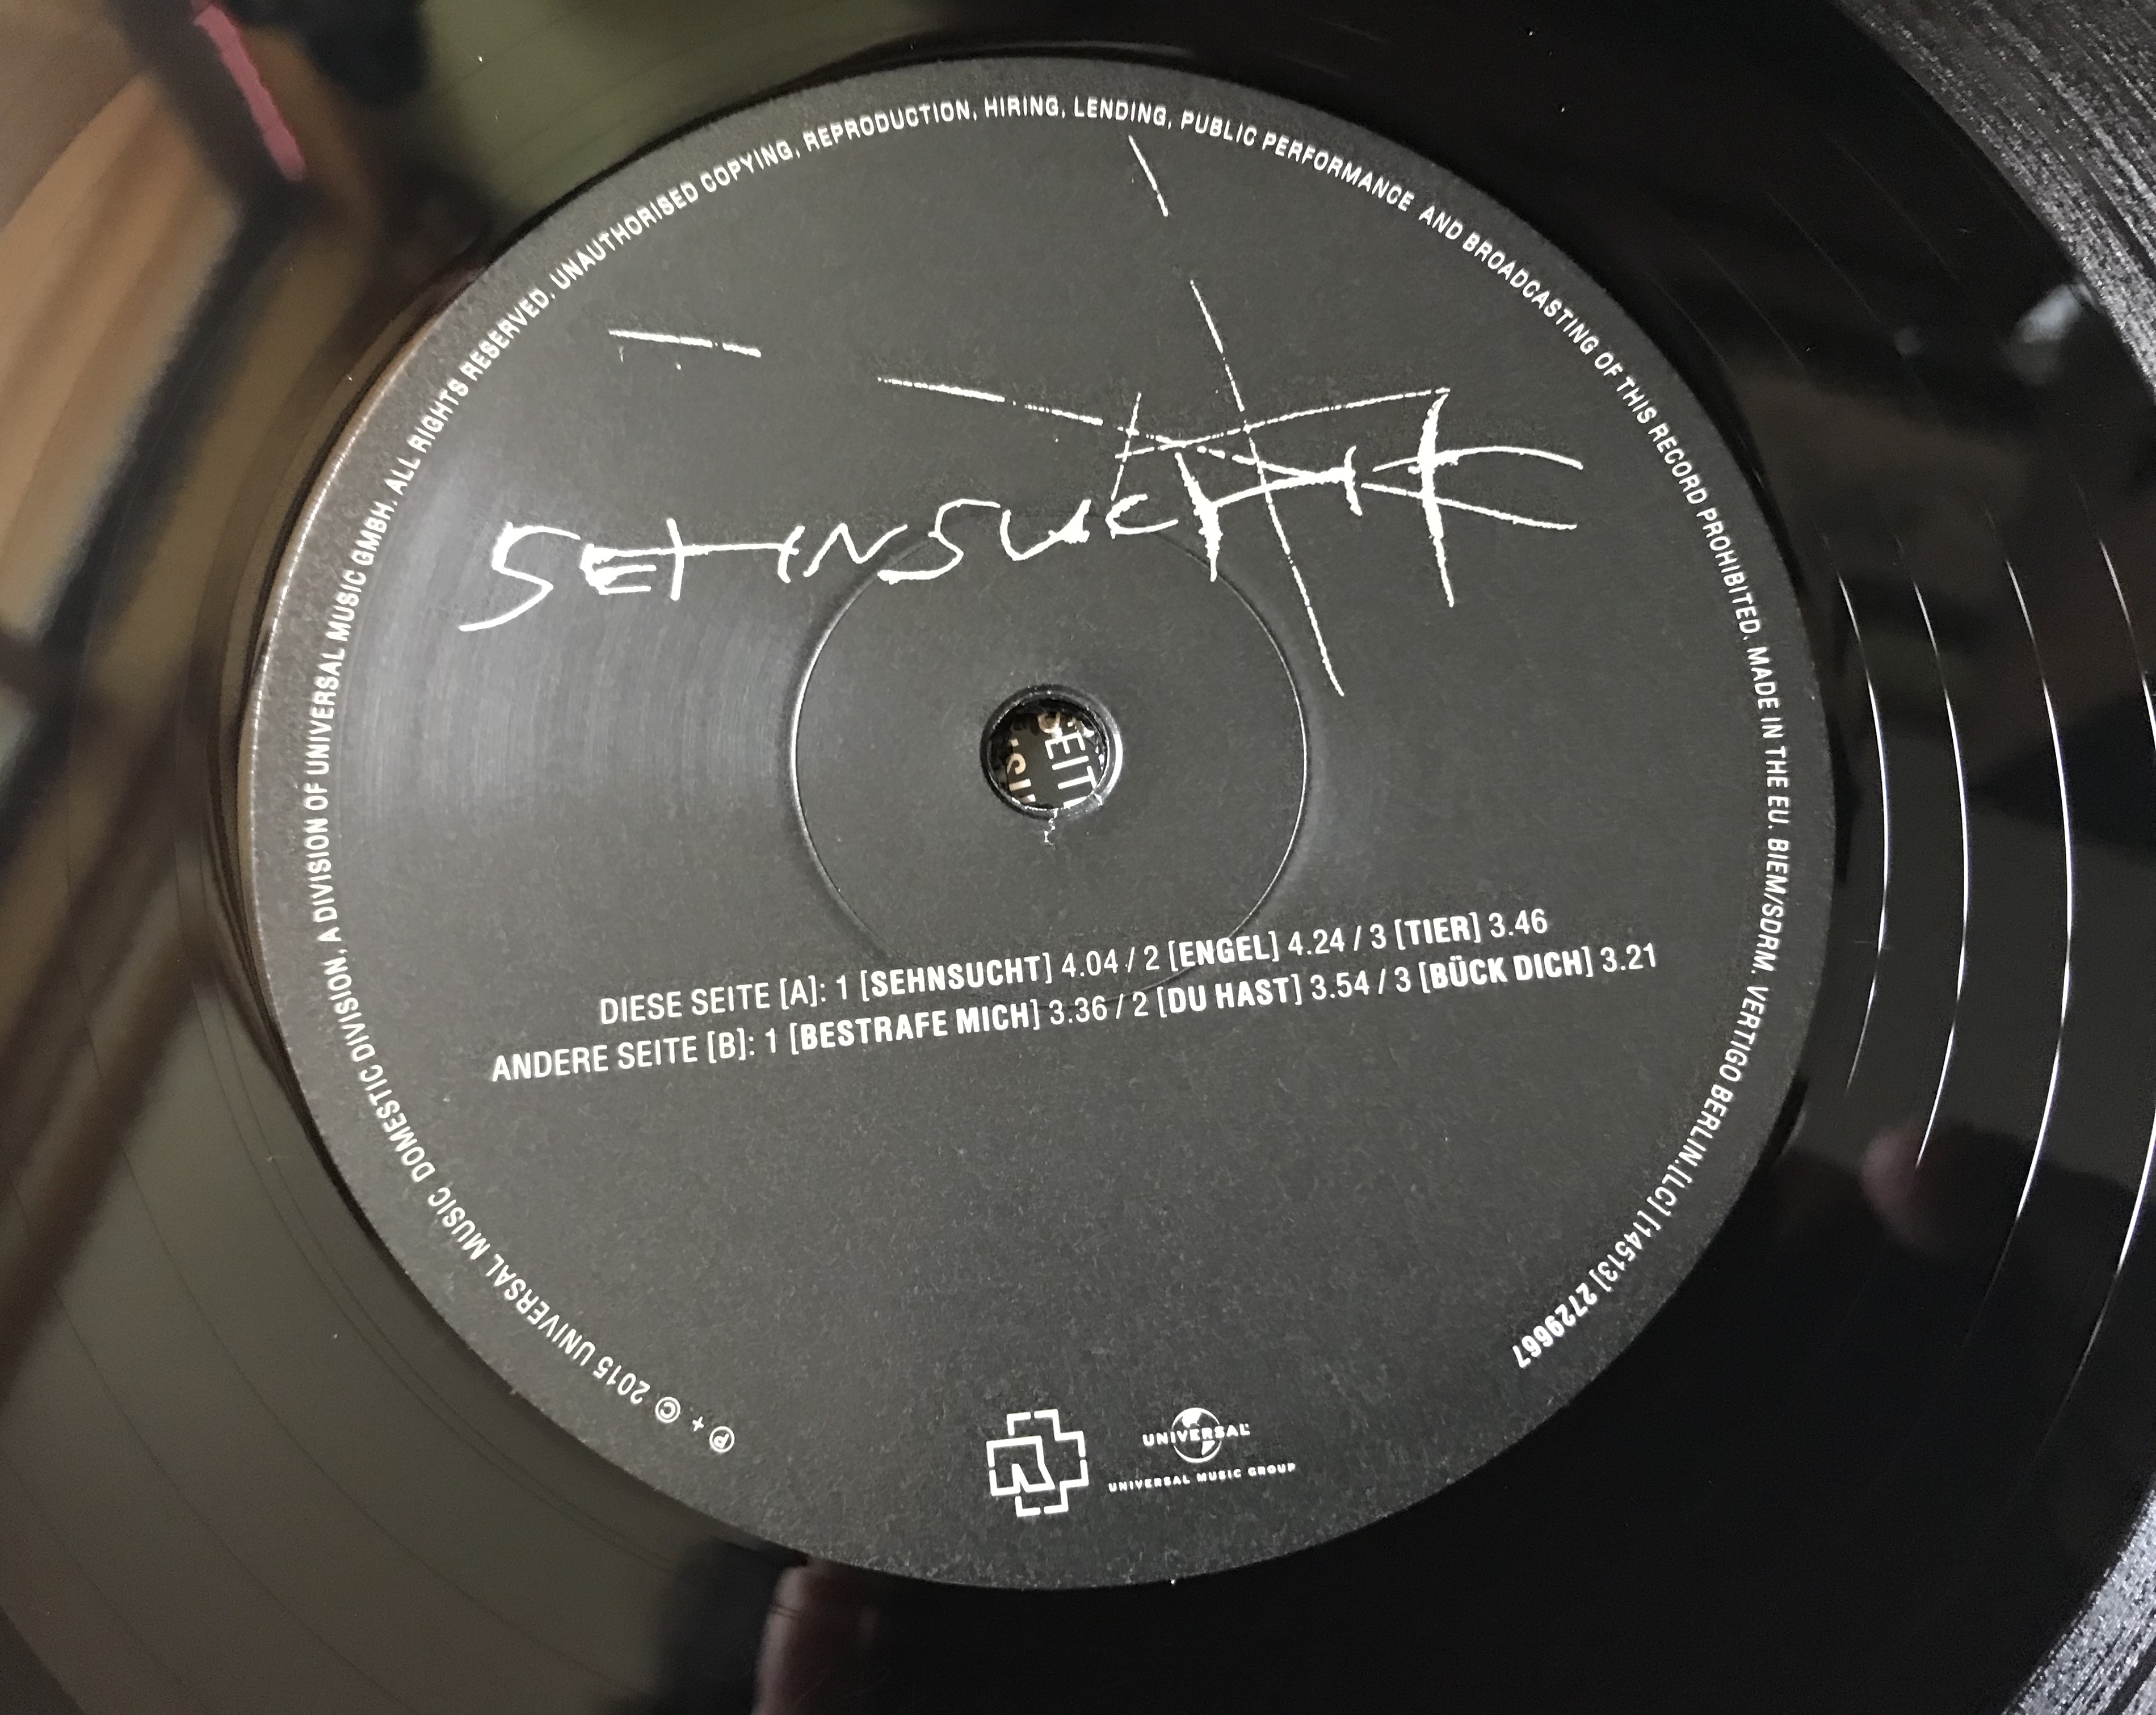 SEHNSUCHT
DIESE SEITE [A]: 1 [SEHNSUCHT] 4.04 / 2 [ENGEL] 4.24 / 3 [TIER] 3.46
ANDERE SEITE [B]: 1 [BESTRAFE MICH] 3.36 / 2 [DU HAST] 3.54 / 3 [BÜCK DICH] 3.21
℗ + © 2015 UNIVERSAL MUSIC DOMESTIC DIVISION, A DIVISION OF UNIVERSAL MUSIC GMBH. ALL RIGHTS RESERVED. UNAUTHORISED COPYING, REPRODUCTION, HIRING, LENDING, PUBLIC PERFORMANCE AND BROADCASTING OF THIS RECORD PROHIBITED. MADE IN THE EU. BIEM/SDRM. VERTIGO BERLIN.[LC] [14513] 2729667
UNIVERSAL
UNIVERSAL MUSIC GROUP